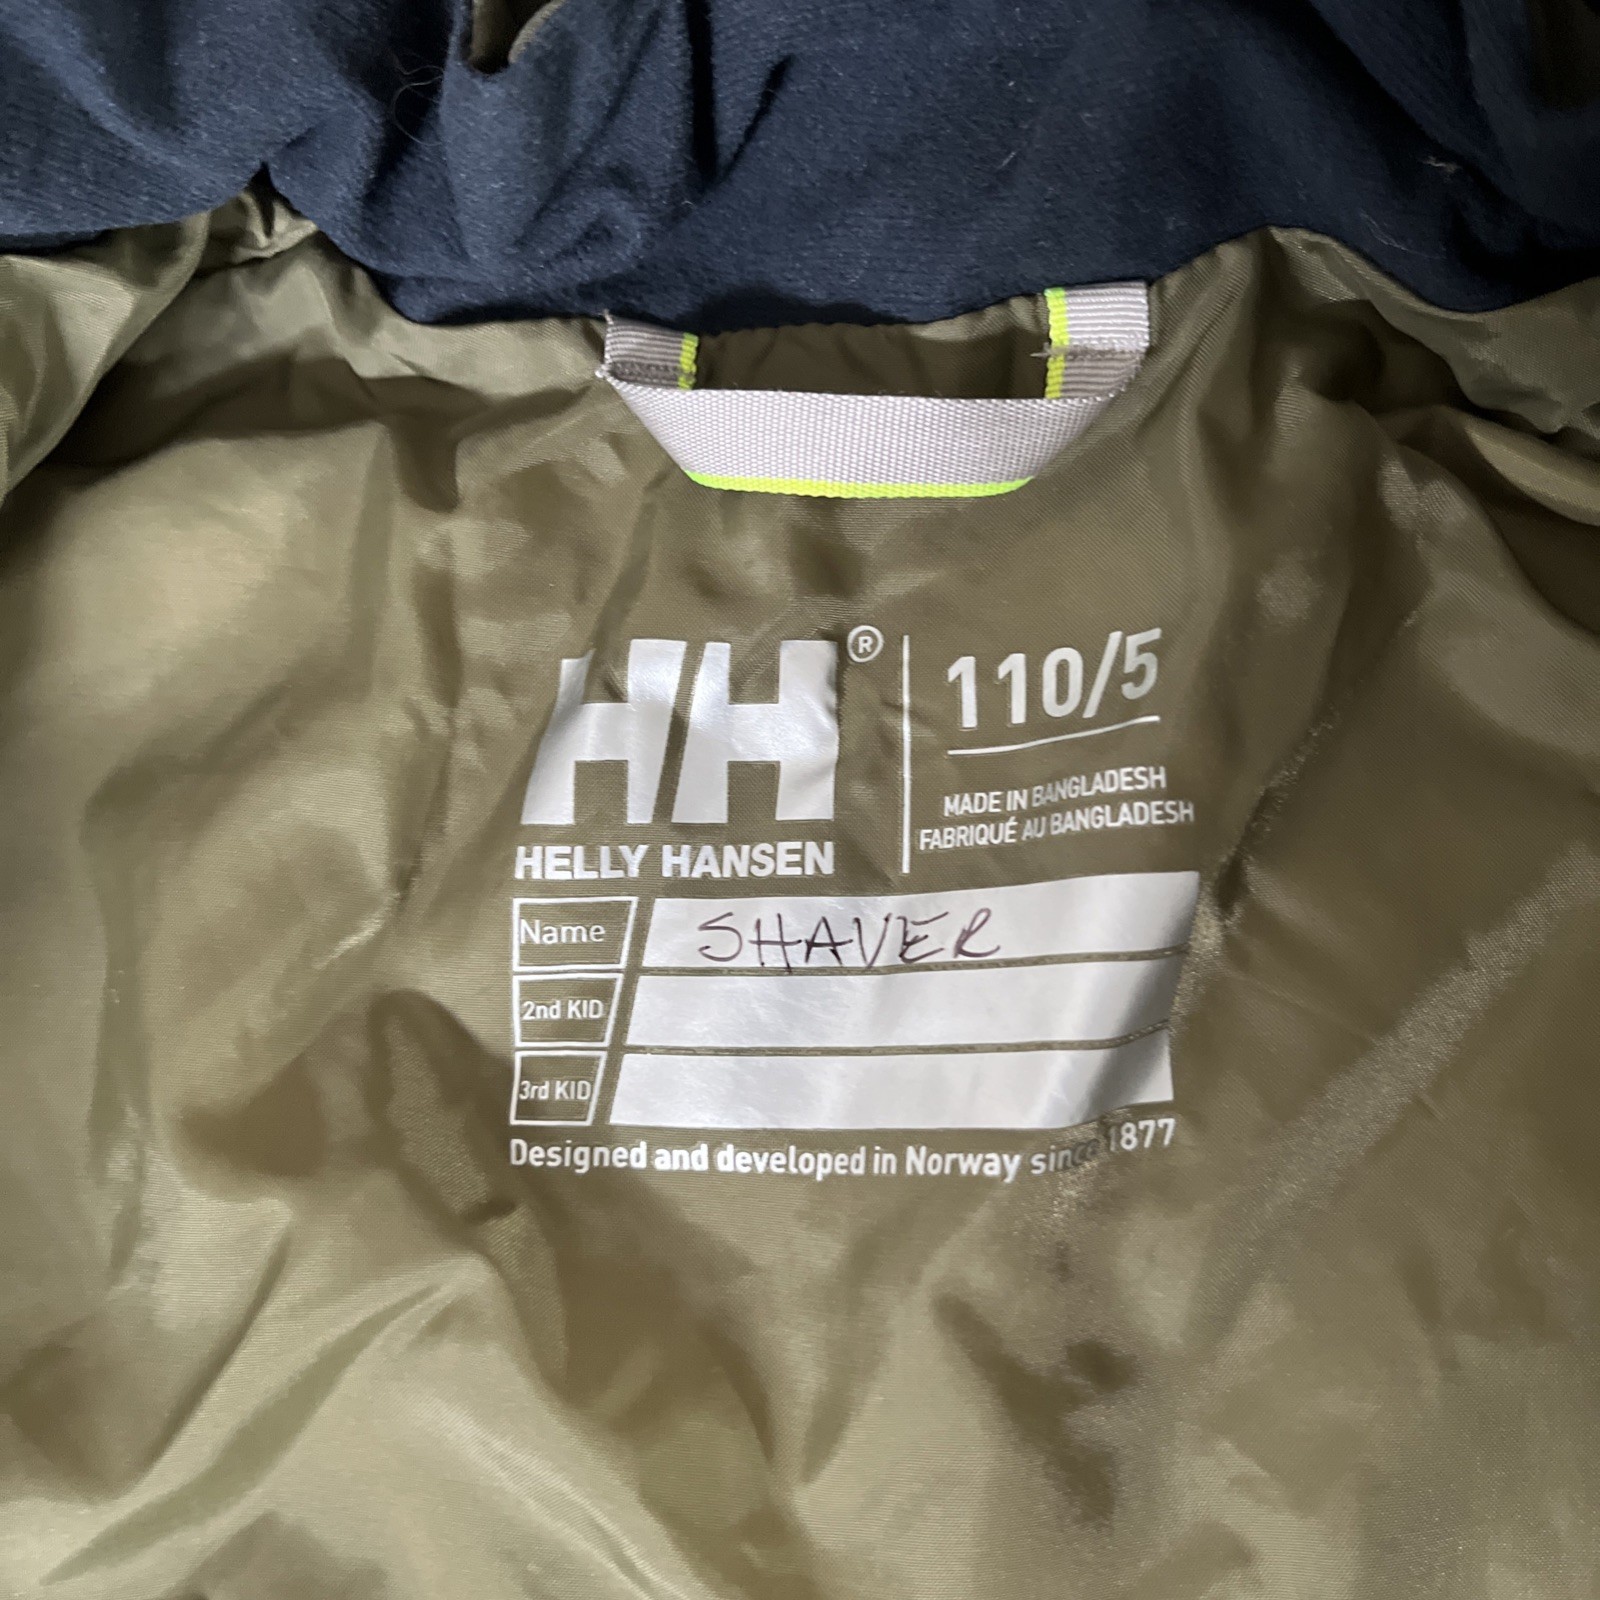 HH®
HELLY HANSEN
110/5
MADE IN BANGLADESH
FABRIQUÉ AU BANGLADESH
Name SHAVER
2nd KID
3rd KID
Designed and developed in Norway since 1877